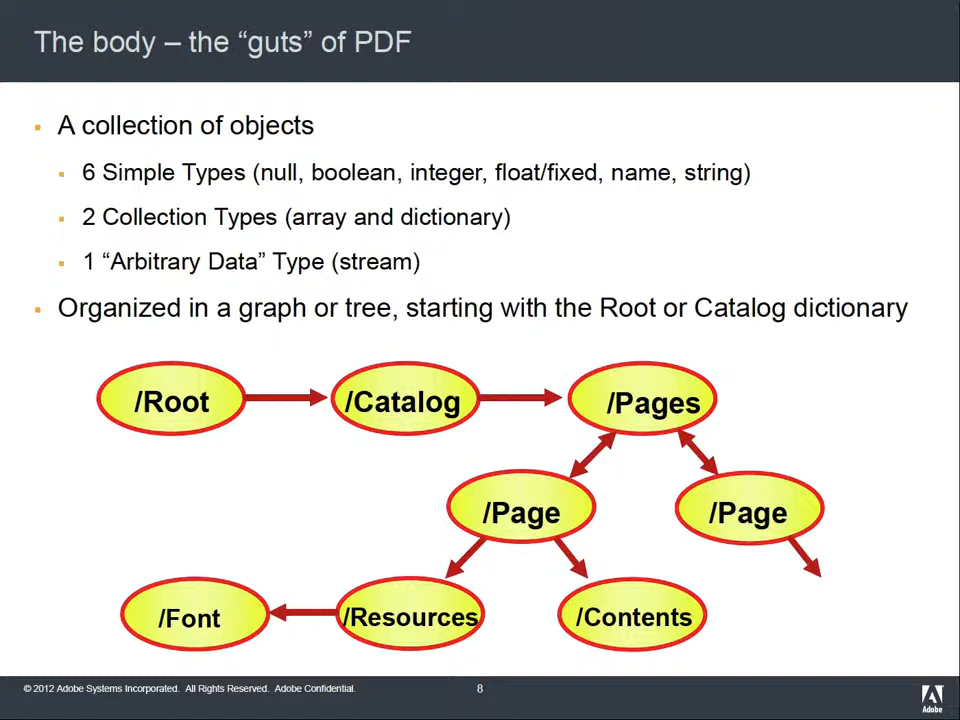 The body – the “guts” of PDF
A collection of objects
6 Simple Types (null, boolean, integer, float/fixed, name, string)
2 Collection Types (array and dictionary)
1 “Arbitrary Data” Type (stream)
Organized in a graph or tree, starting with the Root or Catalog dictionary
/Root
/Catalog
/Pages
/Page
/Page
/Font
/Resources
/Contents
© 2012 Adobe Systems Incorporated. All Rights Reserved. Adobe Confidential.
8
Adobe